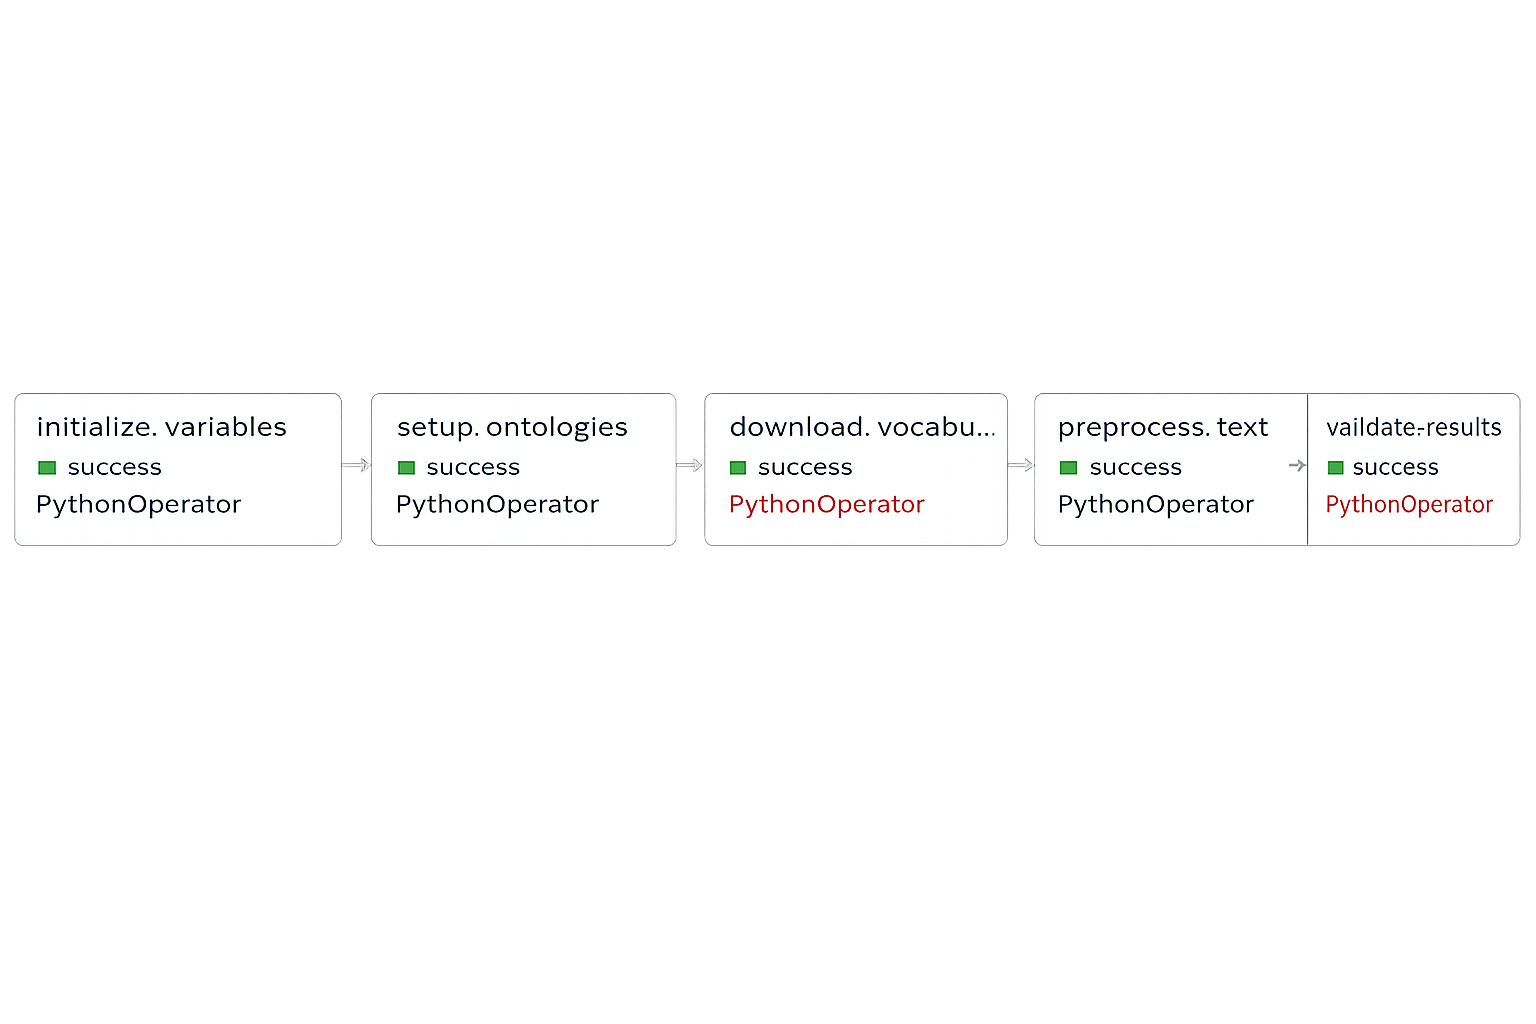 initialize. variables
success
PythonOperator
setup. ontologies
success
PythonOperator
download. vocabu...
success
PythonOperator
preprocess. text
success
PythonOperator
vaildate-results
success
PythonOperator